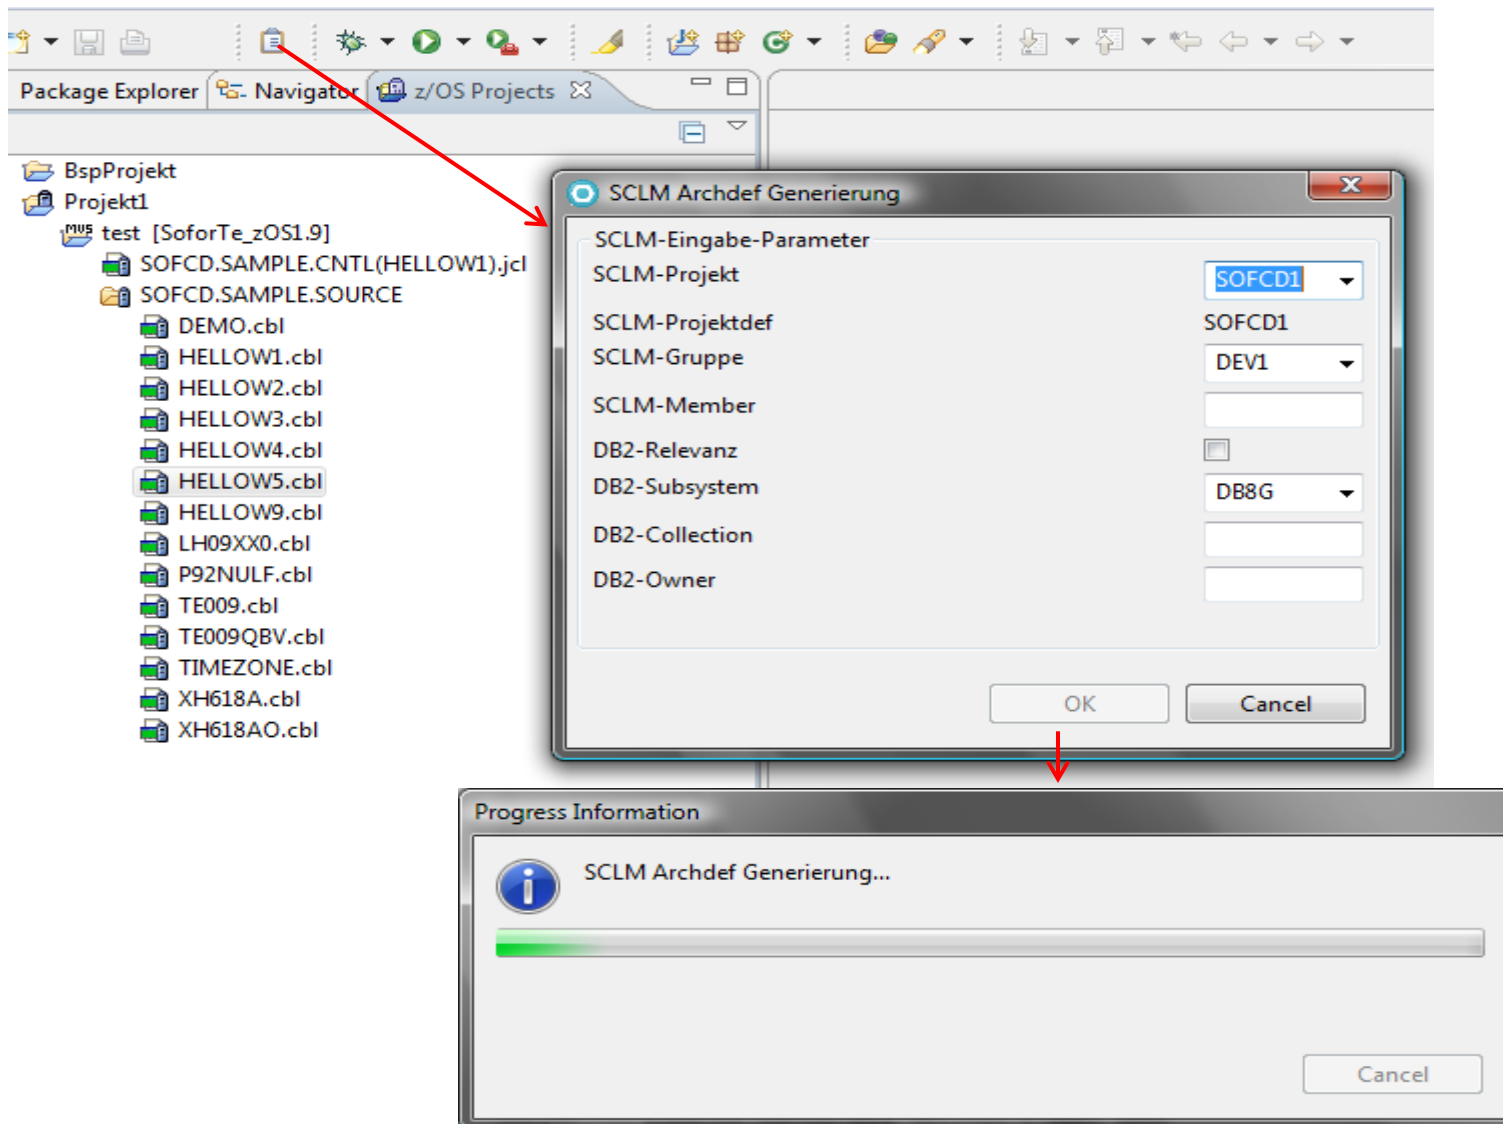 Package Explorer Navigator z/OS Projects
BspProjekt
Projekt1
test [SoforTe_zOS1.9]
SOFCD.SAMPLE.CNTL(HELLOW1).jcl
SOFCD.SAMPLE.SOURCE
DEMO.cbl
HELLOW1.cbl
HELLOW2.cbl
HELLOW3.cbl
HELLOW4.cbl
HELLOW5.cbl
HELLOW9.cbl
LH09XX0.cbl
P92NULF.cbl
TE009.cbl
TE009QBV.cbl
TIMEZONE.cbl
XH618A.cbl
XH618AO.cbl
SCLM Archdef Generierung
SCLM-Eingabe-Parameter
SCLM-Projekt SOFCD1
SCLM-Projektdef SOFCD1
SCLM-Gruppe DEV1
SCLM-Member
DB2-Relevanz
DB2-Subsystem DB8G
DB2-Collection
DB2-Owner
OK Cancel
Progress Information
SCLM Archdef Generierung...
Cancel